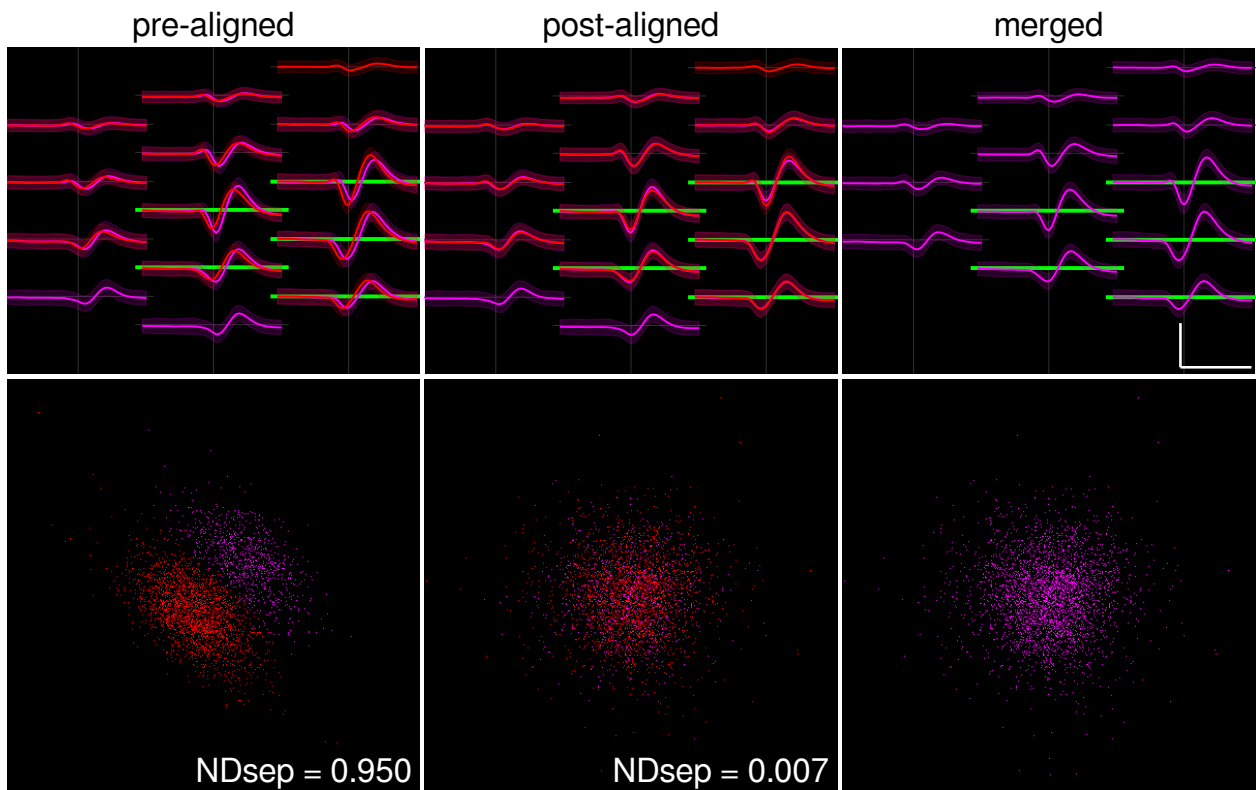 pre-aligned
post-aligned
merged
NDsep = 0.950
NDsep = 0.007